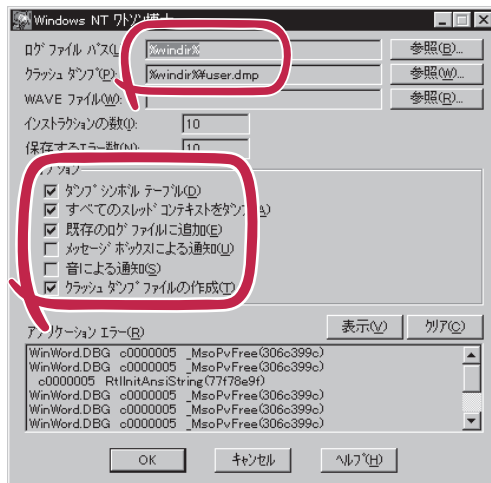 Windows NT ワトソン博士
ログ ファイル パス(L): %windir% 参照(B)...
クラッシュ ダンプ(P): %windir%¥user.dmp 参照(W)...
WAVE ファイル(W): 参照(R)...
インストラクションの数(I): 10
保存するエラー数(N): 10
オプション
ダンプ シンボル テーブル(D)
すべてのスレッド コンテキストをダンプ(A)
既存のログ ファイルに追加(E)
メッセージ ボックスによる通知(U)
音による通知(S)
クラッシュ ダンプ ファイルの作成(T)
アプリケーション エラー(R) 表示(V) クリア(C)
WinWord.DBG c0000005 _MsoPvFree(306c399c)
c0000005 RtlInitAnsiString(77f78e9f)
WinWord.DBG c0000005 _MsoPvFree(306c399c)
WinWord.DBG c0000005 _MsoPvFree(306c399c)
WinWord.DBG c0000005 _MsoPvFree(306c399c)
OK キャンセル ヘルプ(H)